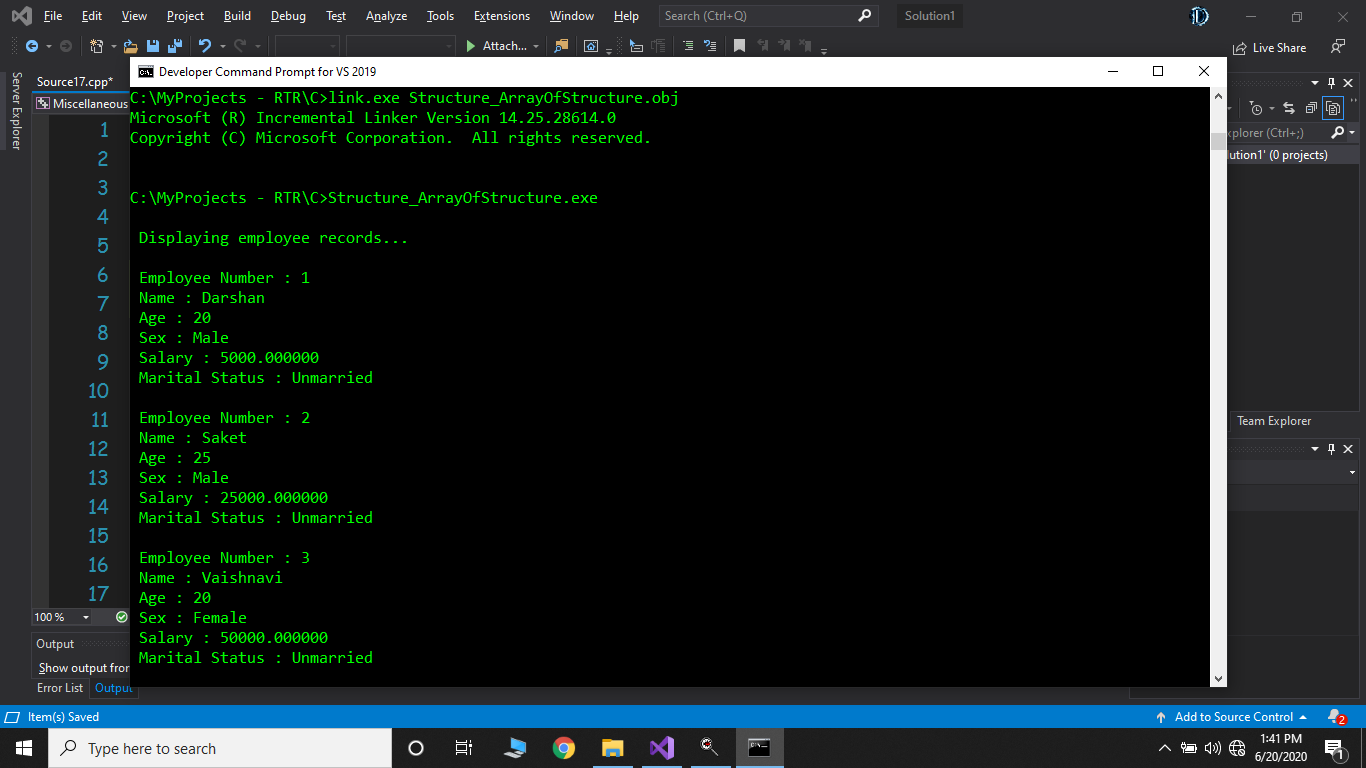 File Edit View Project Build Debug Test Analyze Tools Extensions Window Help Search (Ctrl+Q) Solution1
Attach... Live Share
Server Explorer
Source17.cpp*
Miscellaneous
1
2
3
4
5
6
7
8
9
10
11
12
13
14
15
16
17
100 %
Output
Show output from
Error List Output
Developer Command Prompt for VS 2019
C:\MyProjects - RTR\C>link.exe Structure_ArrayOfStructure.obj
Microsoft (R) Incremental Linker Version 14.25.28614.0
Copyright (C) Microsoft Corporation.  All rights reserved.
C:\MyProjects - RTR\C>Structure_ArrayOfStructure.exe
Displaying employee records...
Employee Number : 1
Name : Darshan
Age : 20
Sex : Male
Salary : 5000.000000
Marital Status : Unmarried
Employee Number : 2
Name : Saket
Age : 25
Sex : Male
Salary : 25000.000000
Marital Status : Unmarried
Employee Number : 3
Name : Vaishnavi
Age : 20
Sex : Female
Salary : 50000.000000
Marital Status : Unmarried
xplorer (Ctrl+;)
lution1' (0 projects)
Team Explorer
Item(s) Saved Add to Source Control 2
Type here to search
1:41 PM
6/20/2020
1